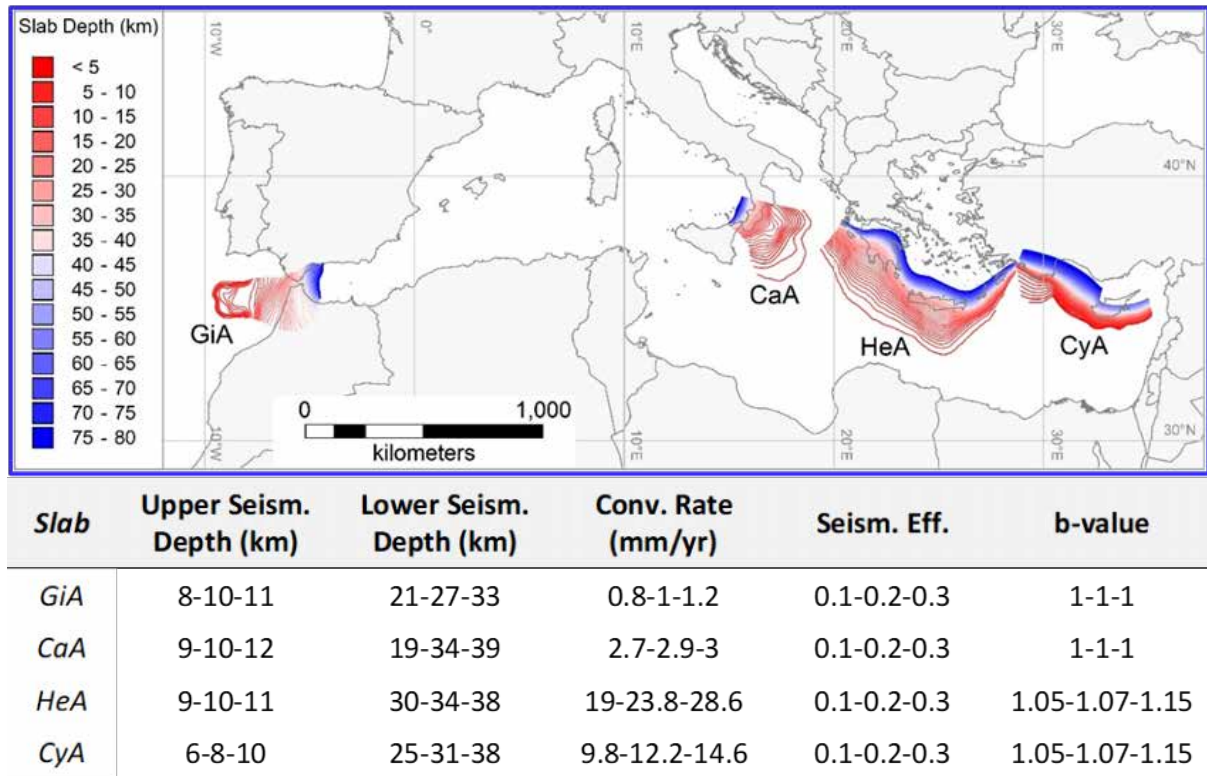 Slab Depth (km)
< 5
5 - 10
10 - 15
15 - 20
20 - 25
25 - 30
30 - 35
35 - 40
40 - 45
45 - 50
50 - 55
55 - 60
60 - 65
65 - 70
70 - 75
75 - 80
10°W
0°
10°E
20°E
30°E
40°N
GiA
CaA
HeA
CyA
0 1,000
kilometers
10°W
10°E
20°E
30°E
30°N
Slab Upper Seism. Depth (km) Lower Seism. Depth (km) Conv. Rate (mm/yr) Seism. Eff. b-value
GiA 8-10-11 21-27-33 0.8-1-1.2 0.1-0.2-0.3 1-1-1
CaA 9-10-12 19-34-39 2.7-2.9-3 0.1-0.2-0.3 1-1-1
HeA 9-10-11 30-34-38 19-23.8-28.6 0.1-0.2-0.3 1.05-1.07-1.15
CyA 6-8-10 25-31-38 9.8-12.2-14.6 0.1-0.2-0.3 1.05-1.07-1.15